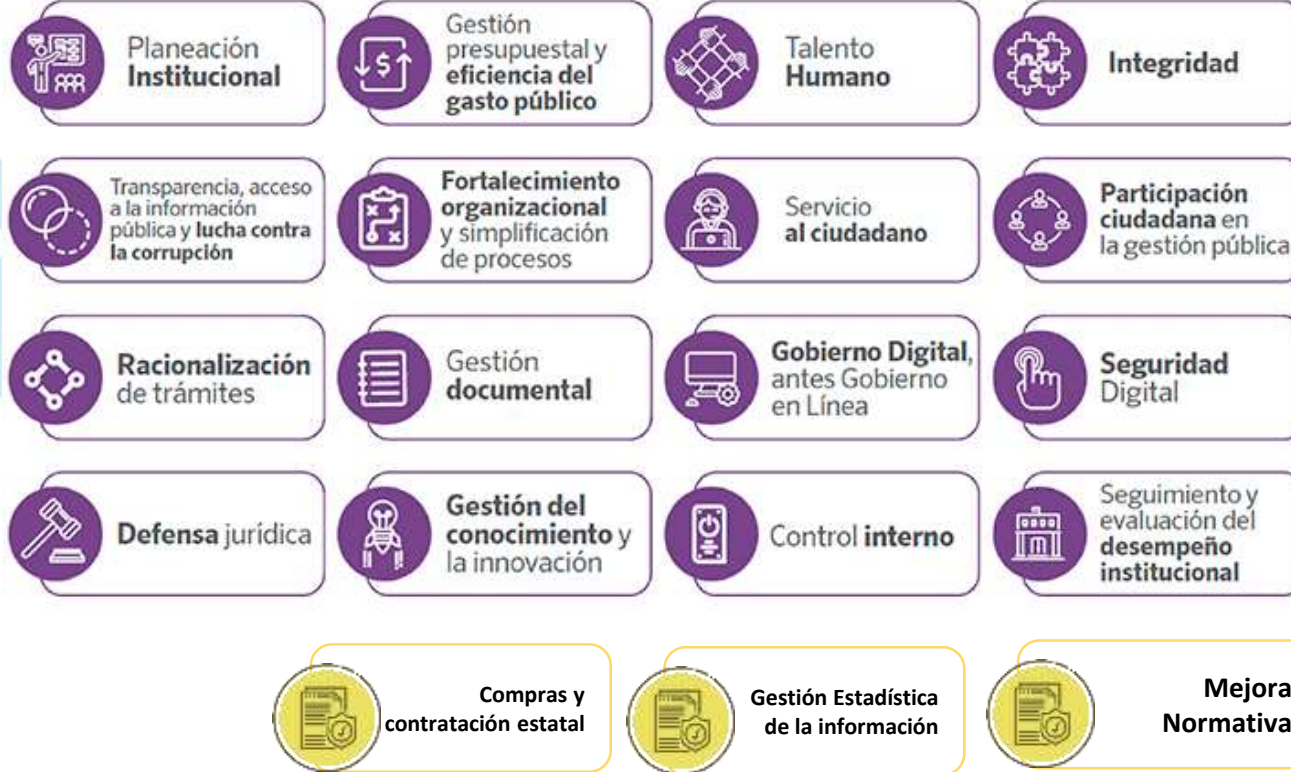 Planeación
Institucional
Gestión
presupuestal y
eficiencia del
gasto público
Talento
Humano
Integridad
Transparencia, acceso
a la información
pública y lucha contra
la corrupción
Fortalecimiento
organizacional
y simplificación
de procesos
Servicio
al ciudadano
Participación
ciudadana en
la gestión pública
Racionalización
de trámites
Gestión
documental
Gobierno Digital,
antes Gobierno
en Línea
Seguridad
Digital
Defensa jurídica
Gestión del
conocimiento y
la innovación
Control interno
Seguimiento y
evaluación del
desempeño
institucional
Compras y
contratación estatal
Gestión Estadística
de la información
Mejora
Normativa